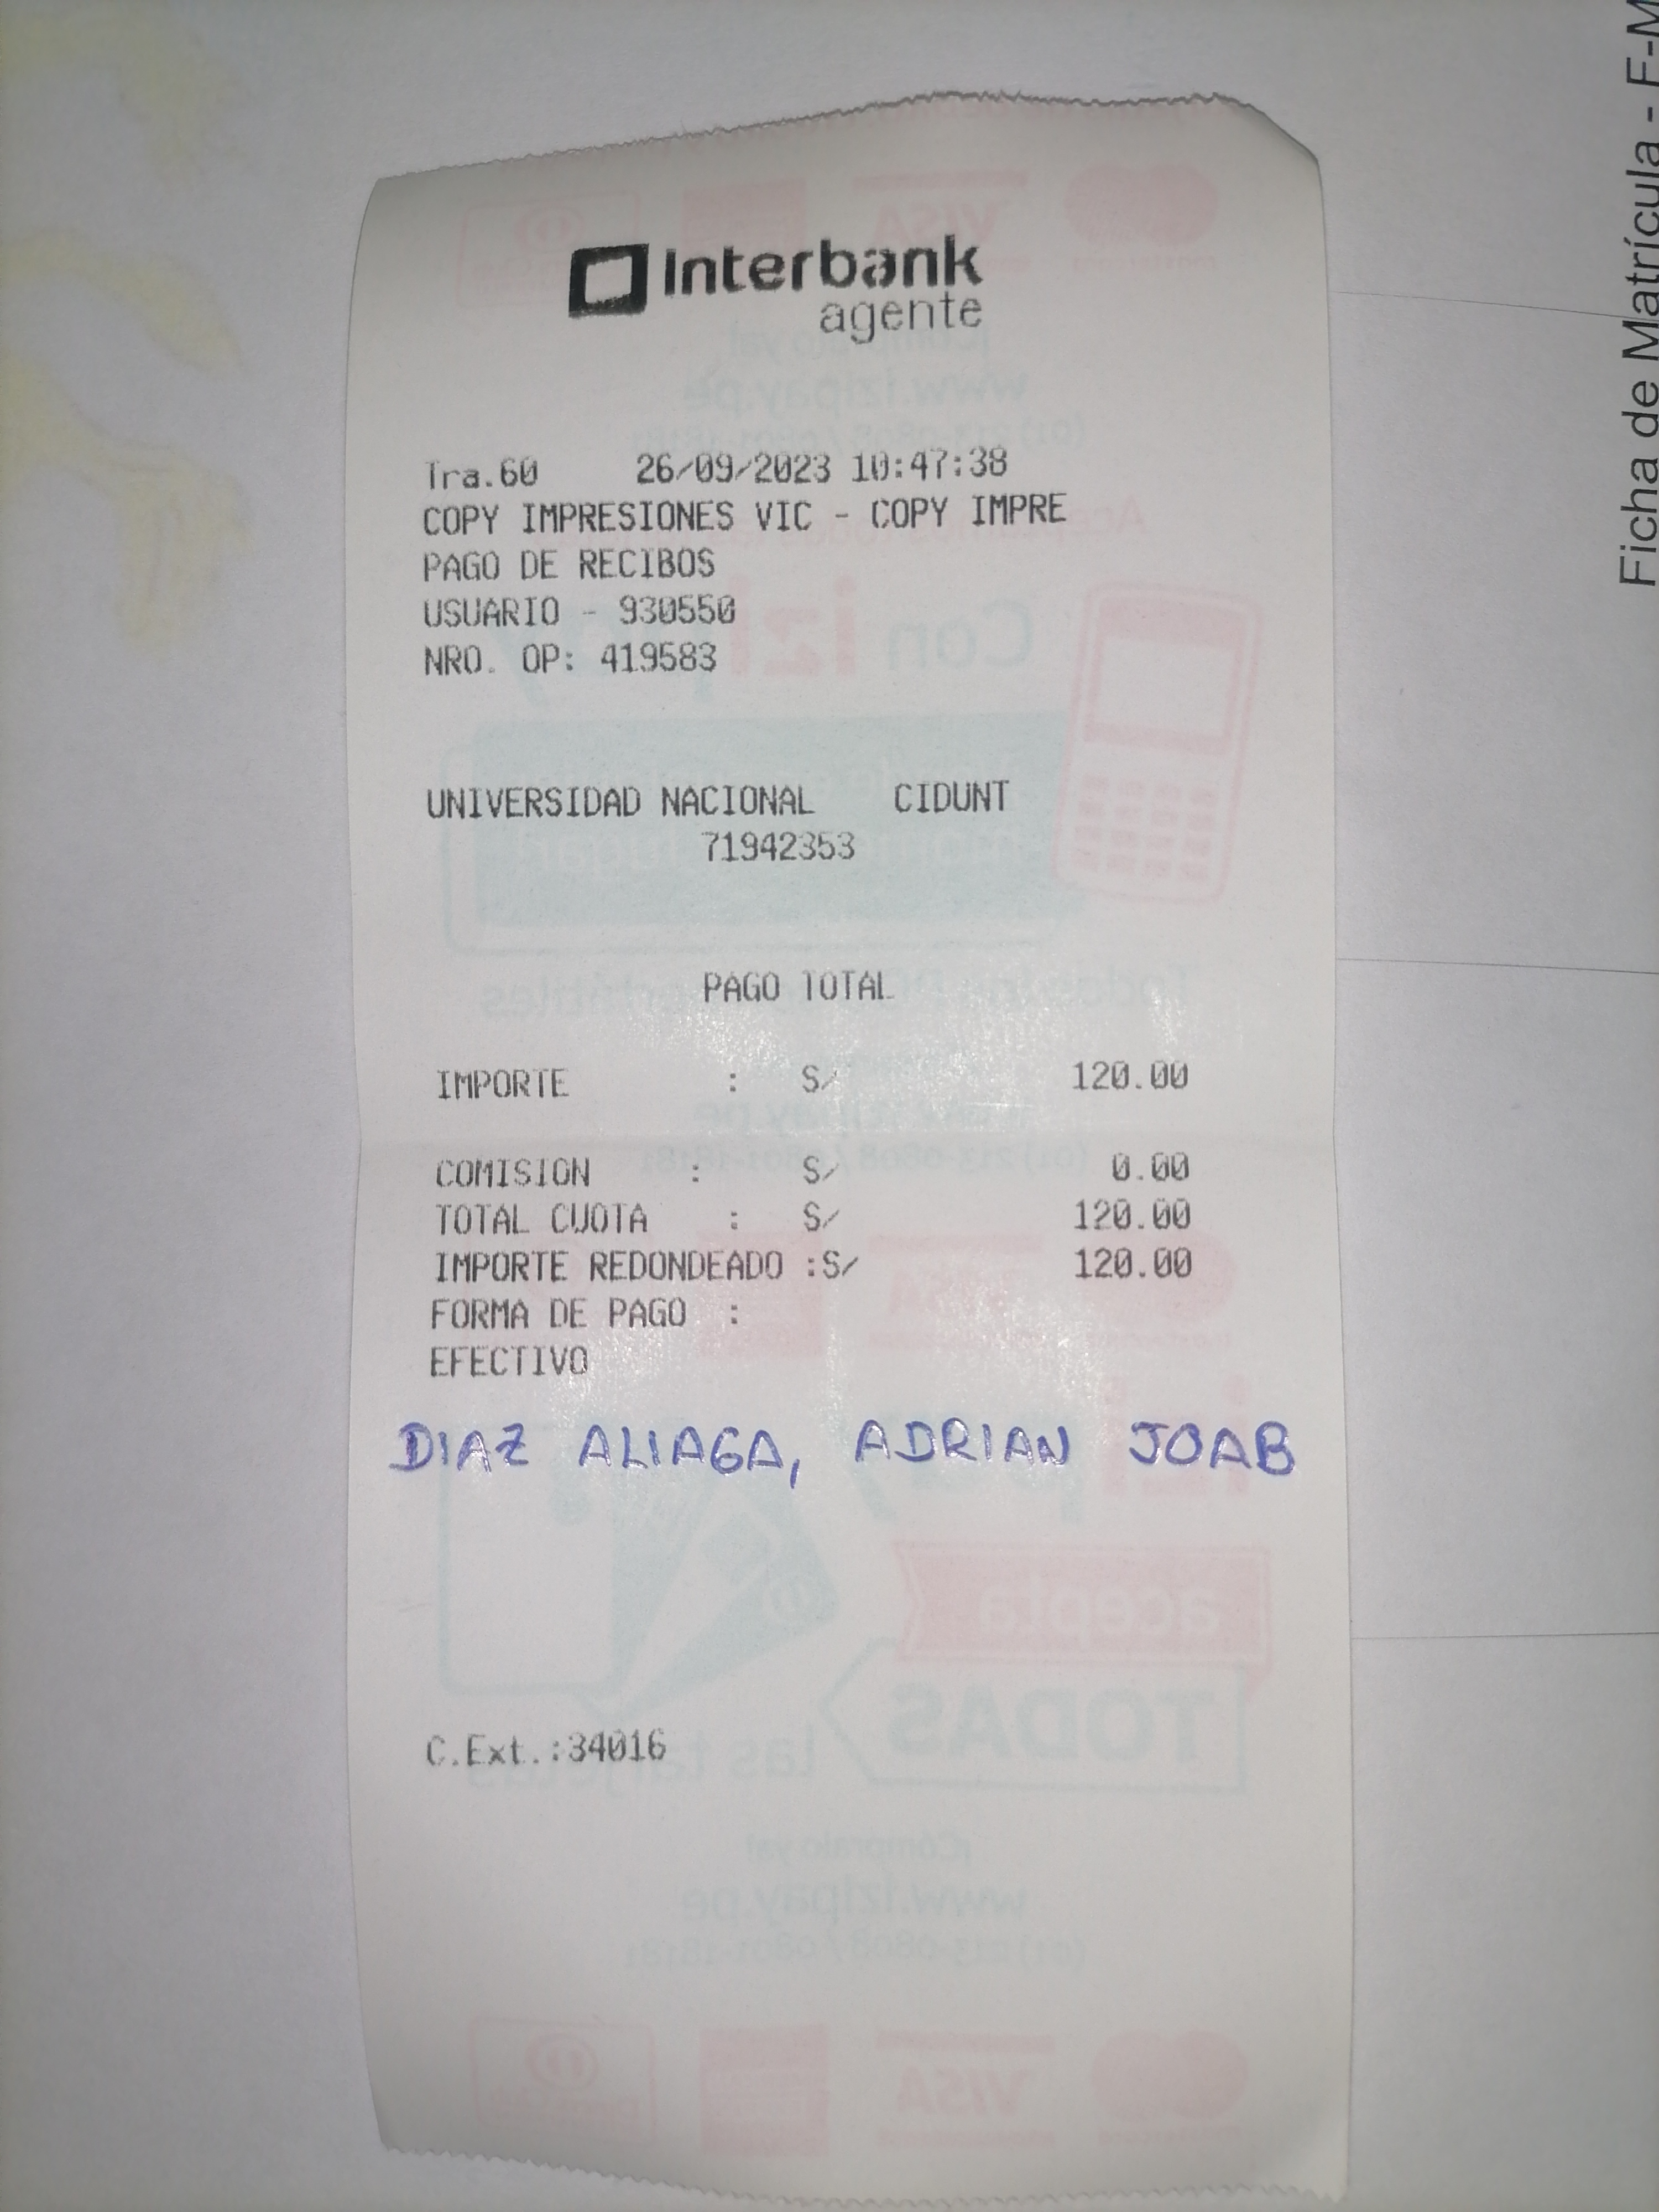 Interbank
agente
Tra.60 26/09/2023 10:47:38
COPY IMPRESIONES VIC - COPY IMPRE
PAGO DE RECIBOS
USUARIO - 930550
NRO. OP: 419583
UNIVERSIDAD NACIONAL CIDUNT
71942353
PAGO TOTAL
IMPORTE : S/ 120.00
COMISION : S/ 0.00
TOTAL CUOTA : S/ 120.00
IMPORTE REDONDEADO :S/ 120.00
FORMA DE PAGO :
EFECTIVO
DIAZ ALIAGA, ADRIAN JOAB
C.Ext.:34016
Ficha de Matrícula - F-M